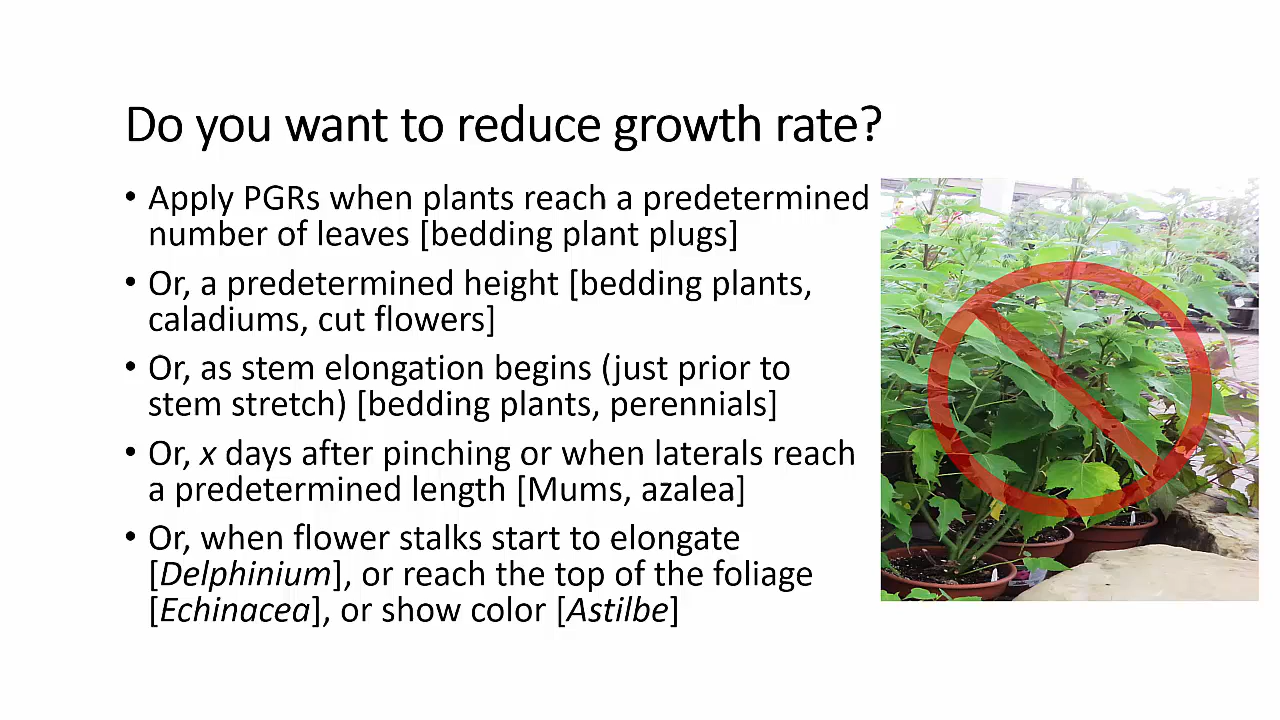 Do you want to reduce growth rate?
• Apply PGRs when plants reach a predetermined
number of leaves [bedding plant plugs]
• Or, a predetermined height [bedding plants,
caladiums, cut flowers]
• Or, as stem elongation begins (just prior to
stem stretch) [bedding plants, perennials]
• Or, x days after pinching or when laterals reach
a predetermined length [Mums, azalea]
• Or, when flower stalks start to elongate
[Delphinium], or reach the top of the foliage
[Echinacea], or show color [Astilbe]